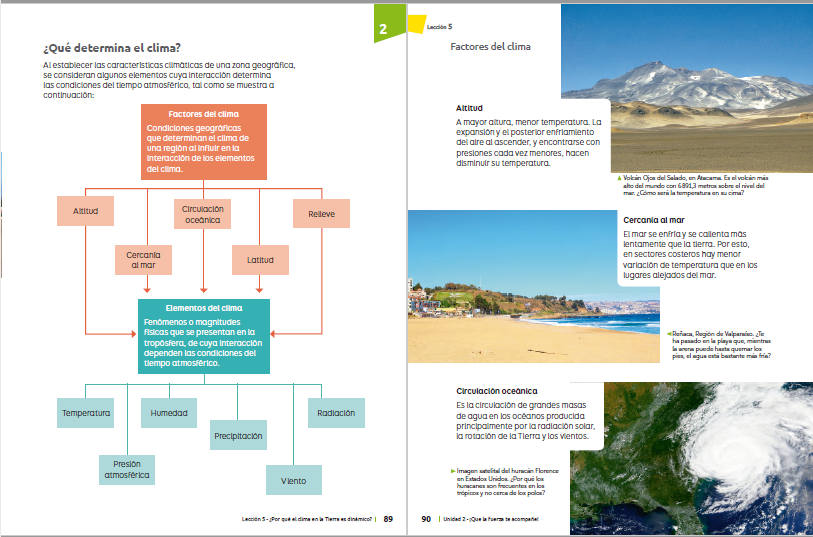 ¿Qué determina el clima?
Al establecer las características climáticas de una zona geográfica,
se consideran algunos elementos cuya interacción determina
las condiciones del tiempo atmosférico, tal como se muestra a
continuación:
Factores del clima
Condiciones geográficas
que determinan el clima de
una región al influir en la
interacción de los elementos
del clima.
Altitud
Circulación
oceánica
Relieve
Cercanía
al mar
Latitud
Elementos del clima
Fenómenos o magnitudes
físicas que se presentan en la
tropósfera, de cuya interacción
dependen las condiciones del
tiempo atmosférico.
Temperatura
Humedad
Radiación
Precipitación
Presión
atmosférica
Viento
Lección 5 - ¿Por qué el clima en la Tierra es dinámico? | 89
2
Lección 5
Factores del clima
Altitud
A mayor altura, menor temperatura. La
expansión y el posterior enfriamiento
del aire al ascender, y encontrarse con
presiones cada vez menores, hacen
disminuir su temperatura.
Volcán Ojos del Salado, en Atacama. Es el volcán más
alto del mundo con 6 891,3 metros sobre el nivel del
mar. ¿Cómo será la temperatura en su cima?
Cercanía al mar
El mar se enfría y se calienta más
lentamente que la tierra. Por esto,
en sectores costeros hay menor
variación de temperatura que en los
lugares alejados del mar.
Reñaca, Región de Valparaíso. ¿Te
ha pasado en la playa que, mientras
la arena puede hasta quemar los
pies, el agua está bastante más fría?
Circulación oceánica
Es la circulación de grandes masas
de agua en los océanos producida
principalmente por la radiación solar,
la rotación de la Tierra y los vientos.
Imagen satelital del huracán Florence
en Estados Unidos. ¿Por qué los
huracanes son frecuentes en los
trópicos y no cerca de los polos?
90 | Unidad 2 - ¡Que la fuerza te acompañe!